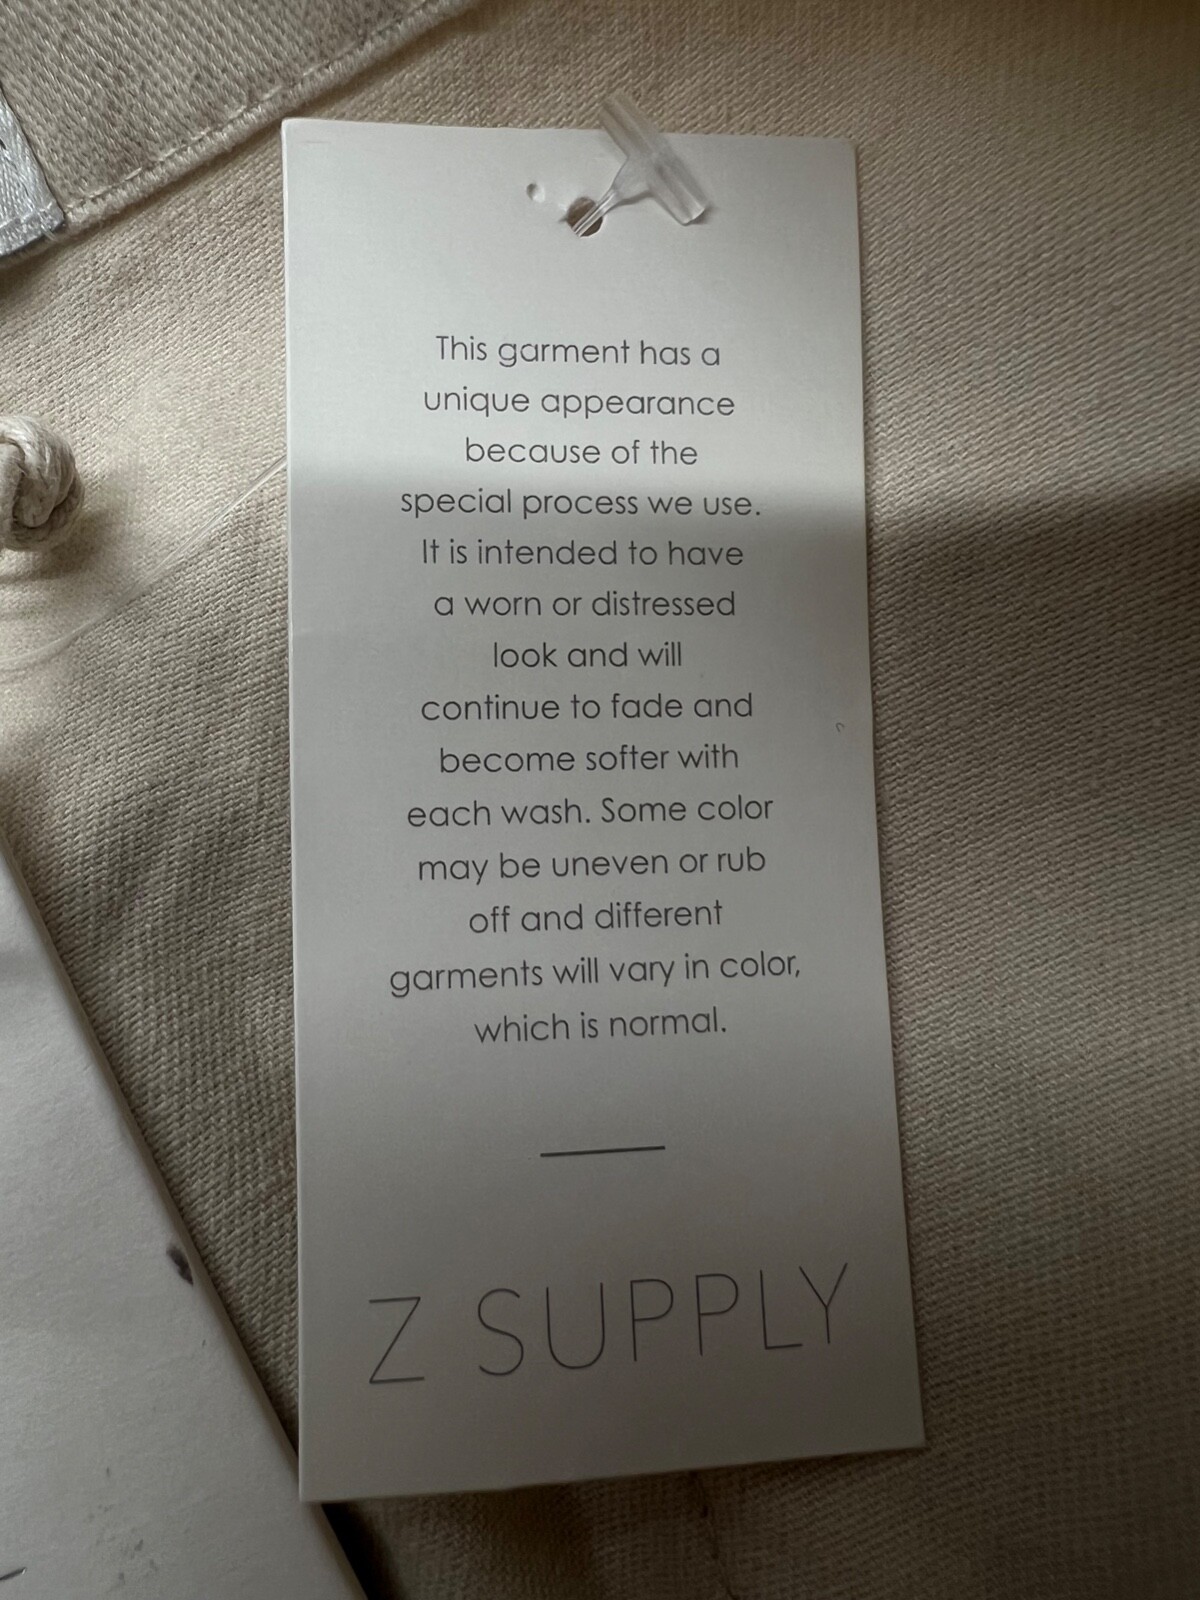 This garment has a
unique appearance
because of the
special process we use.
It is intended to have
a worn or distressed
look and will
continue to fade and
become softer with
each wash. Some color
may be uneven or rub
off and different
garments will vary in color,
which is normal.
Z SUPPLY